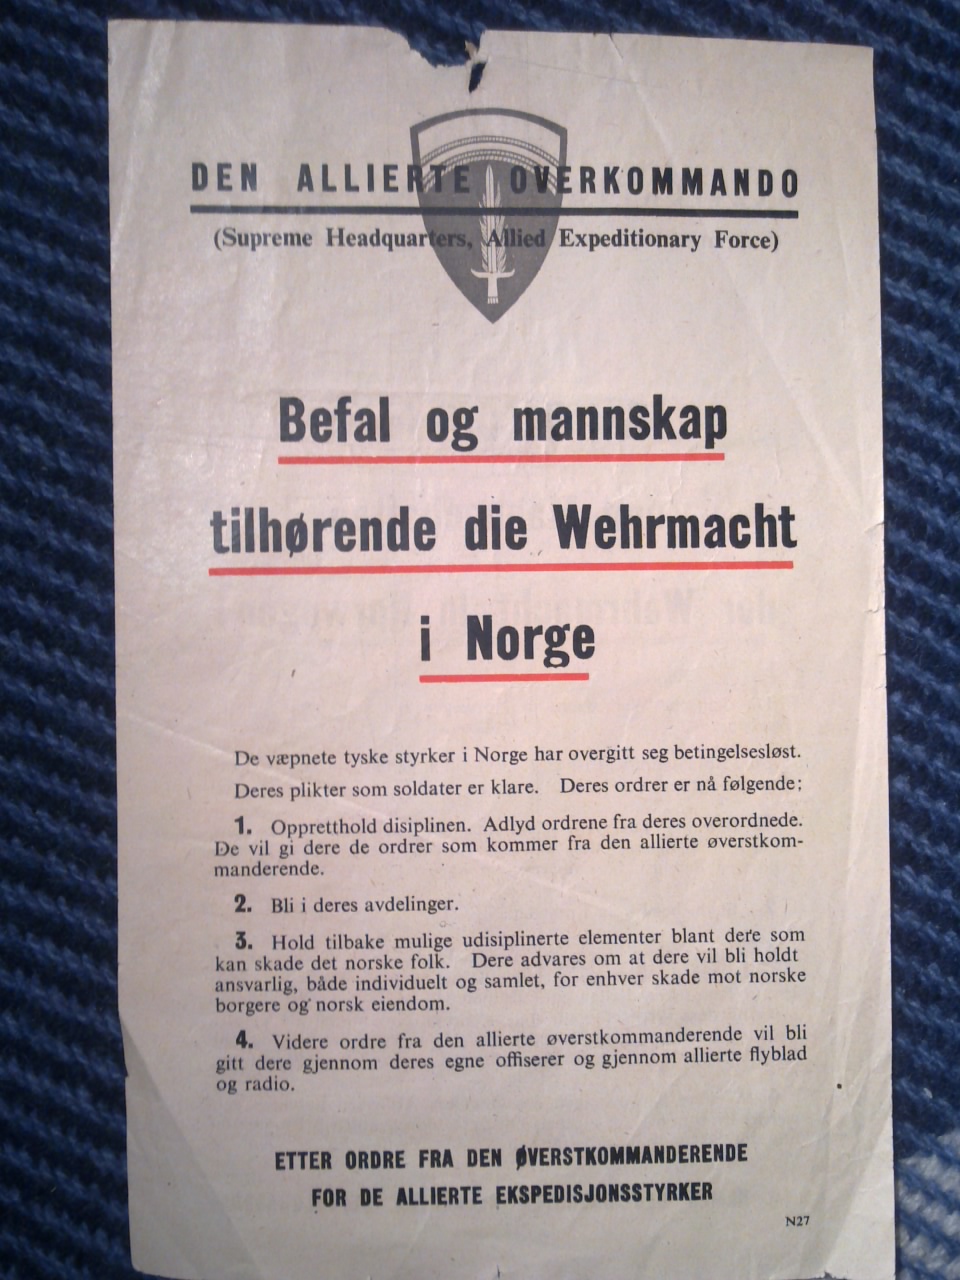 DEN ALLIERTE OVERKOMMANDO
(Supreme Headquarters, Allied Expeditionary Force)
Befal og mannskap
tilhørende die Wehrmacht
i Norge
De væpnete tyske styrker i Norge har overgitt seg betingelsesløst.
Deres plikter som soldater er klare. Deres ordrer er nå følgende:
1. Oppretthold disiplinen. Adlyd ordrene fra deres overordnede.
De vil gi dere de ordrer som kommer fra den allierte øverstkom-
manderende.
2. Bli i deres avdelinger.
3. Hold tilbake mulige udisiplinerte elementer blant dere som
kan skade det norske folk. Dere advares om at dere vil bli holdt
ansvarlig, både individuelt og samlet, for enhver skade mot norske
borgere og norsk eiendom.
4. Videre ordre fra den allierte øverstkommanderende vil bli
gitt dere gjennom deres egne offiserer og gjennom allierte flyblad
og radio.
ETTER ORDRE FRA DEN ØVERSTKOMMANDERENDE
FOR DE ALLIERTE EKSPEDISJONSSTYRKER
N27